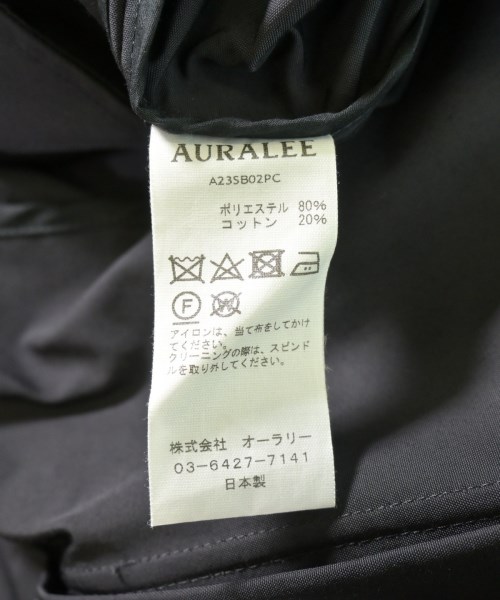 AURALEE
A23SB02PC
ポリエステル 80%
コットン 20%
F
W
アイロンは、当て布をしてかけ
てください。
クリーニングの際は、スピンド
ルを取り外してください。
株式会社 オーラリー
03-6427-7141
日本製